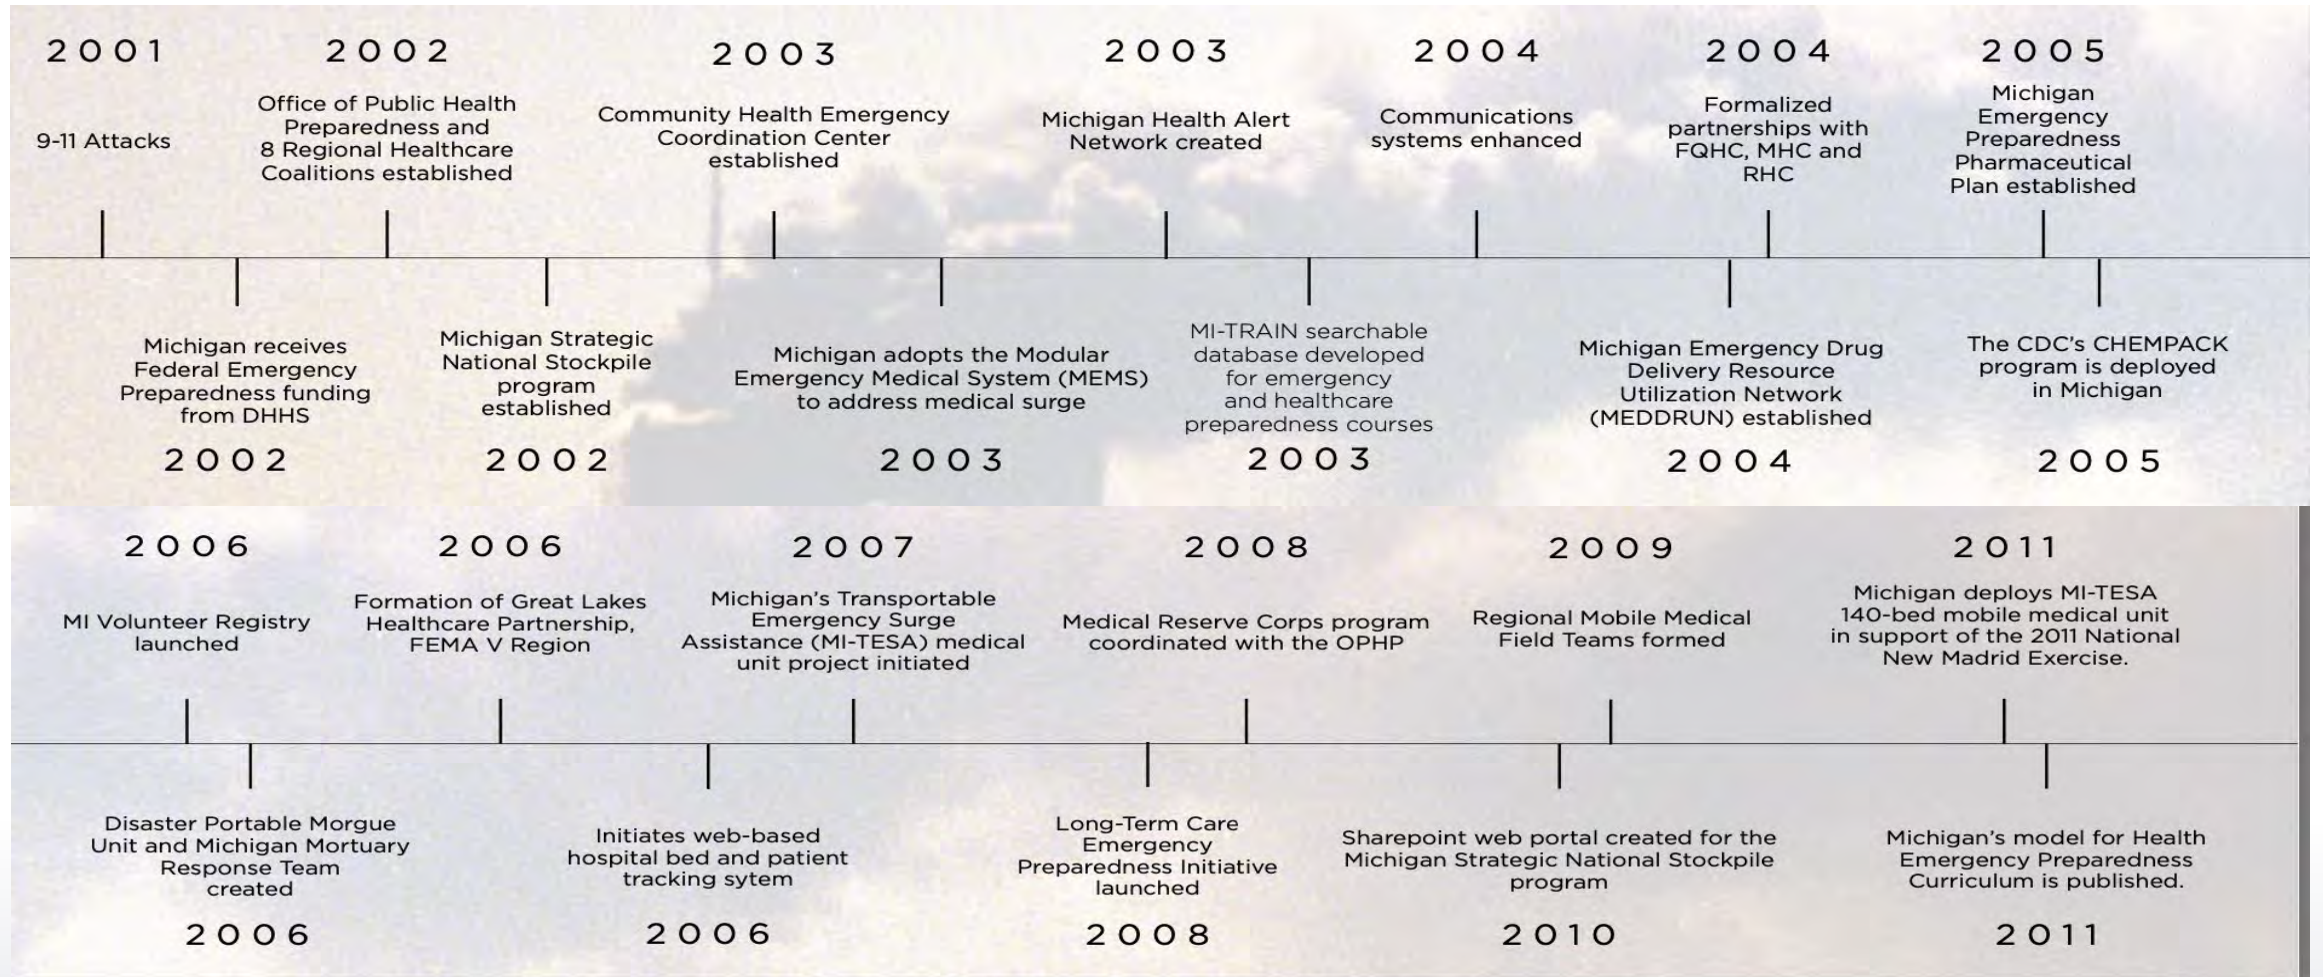 2001
9-11 Attacks
2002
Office of Public Health
Preparedness and
8 Regional Healthcare
Coalitions established
2003
Community Health Emergency
Coordination Center
established
2003
Michigan Health Alert
Network created
2004
Communications
systems enhanced
2004
Formalized
partnerships with
FQHC, MHC and
RHC
2005
Michigan
Emergency
Preparedness
Pharmaceutical
Plan established
Michigan receives
Federal Emergency
Preparedness funding
from DHHS
2002
Michigan Strategic
National Stockpile
program
established
2002
Michigan adopts the Modular
Emergency Medical System (MEMS)
to address medical surge
2003
MI-TRAIN searchable
database developed
for emergency
and healthcare
preparedness courses
2003
Michigan Emergency Drug
Delivery Resource
Utilization Network
(MEDDRUN) established
2004
The CDC's CHEMPACK
program is deployed
in Michigan
2005
2006
MI Volunteer Registry
launched
2006
Formation of Great Lakes
Healthcare Partnership,
FEMA V Region
2007
Michigan's Transportable
Emergency Surge
Assistance (MI-TESA) medical
unit project initiated
2008
Medical Reserve Corps program
coordinated with the OPHP
2009
Regional Mobile Medical
Field Teams formed
2011
Michigan deploys MI-TESA
140-bed mobile medical unit
in support of the 2011 National
New Madrid Exercise.
Disaster Portable Morgue
Unit and Michigan Mortuary
Response Team
created
2006
Initiates web-based
hospital bed and patient
tracking sytem
2006
Long-Term Care
Emergency
Preparedness Initiative
launched
2008
Sharepoint web portal created for the
Michigan Strategic National Stockpile
program
2010
Michigan's model for Health
Emergency Preparedness
Curriculum is published.
2011